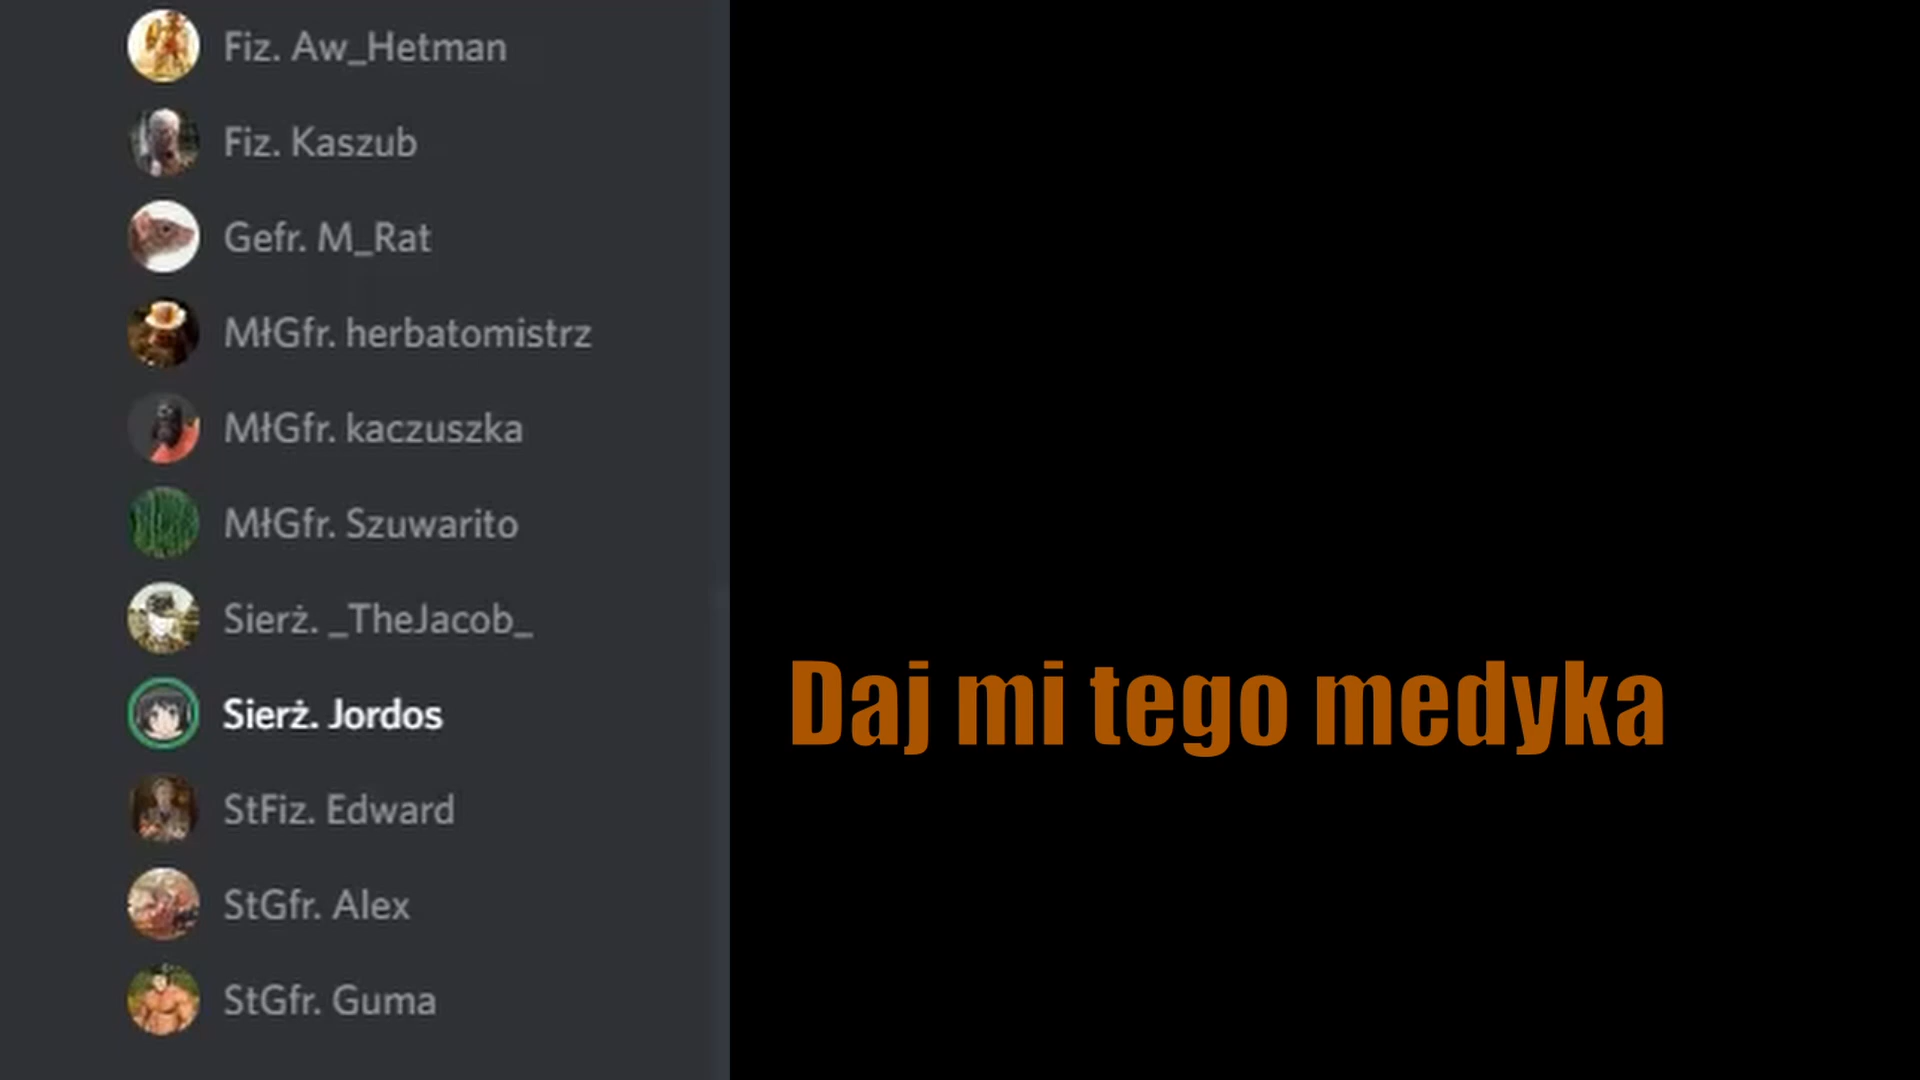 Fiz. Aw_Hetman
Fiz. Kaszub
Gefr. M_Rat
MłGfr. herbatomistrz
MłGfr. kaczuszka
MłGfr. Szuwarito
Sierż. _TheJacob_
Sierż. Jordos
Daj mi tego medyka
StFiz. Edward
StGfr. Alex
StGfr. Guma